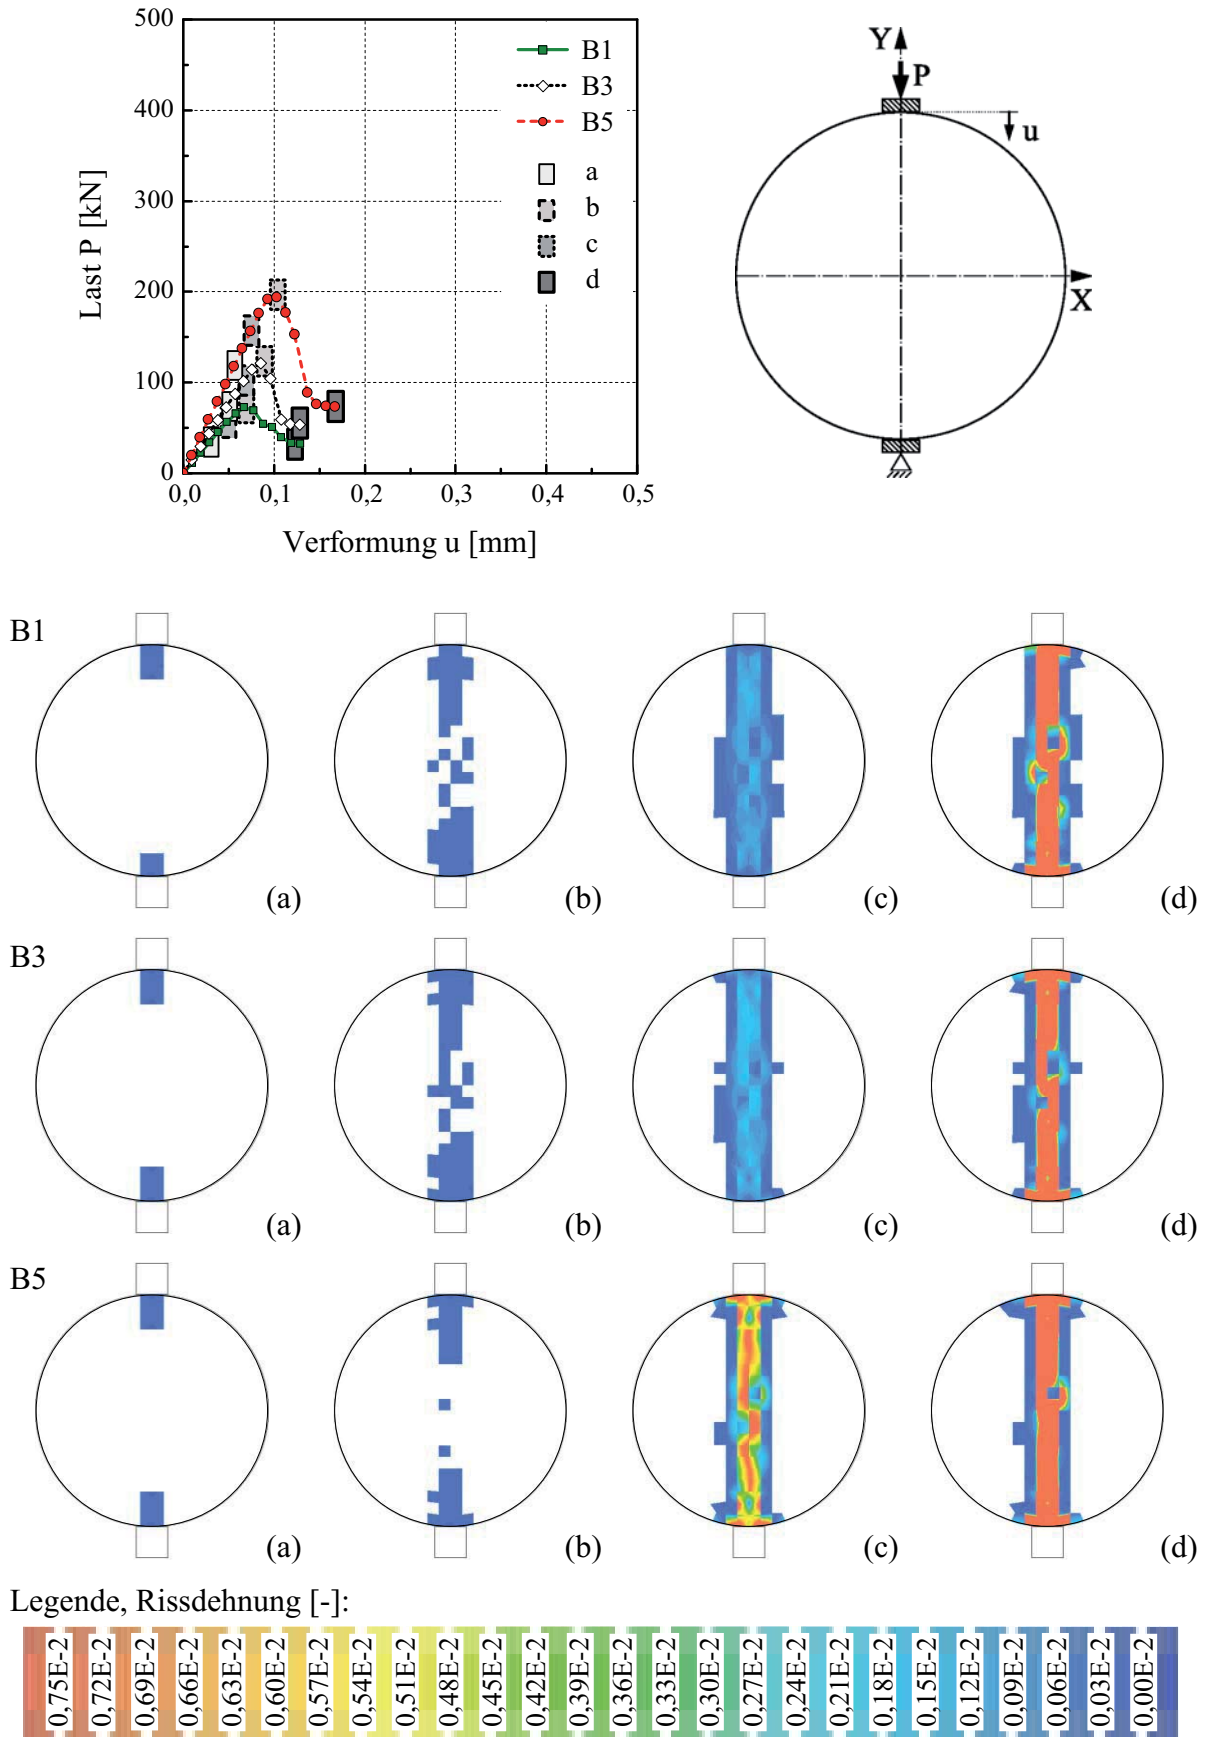 500
400
300
200
100
0
Last P [kN]
0,0 0,1 0,2 0,3 0,4 0,5
Verformung u [mm]
B1
B3
B5
a
b
c
d
Y
P
u
X
B1
(a) (b) (c) (d)
B3
(a) (b) (c) (d)
B5
(a) (b) (c) (d)
Legende, Rissdehnung [-]:
0,75E-2
0,72E-2
0,69E-2
0,66E-2
0,63E-2
0,60E-2
0,57E-2
0,54E-2
0,51E-2
0,48E-2
0,45E-2
0,42E-2
0,39E-2
0,36E-2
0,33E-2
0,30E-2
0,27E-2
0,24E-2
0,21E-2
0,18E-2
0,15E-2
0,12E-2
0,09E-2
0,06E-2
0,03E-2
0,00E-2